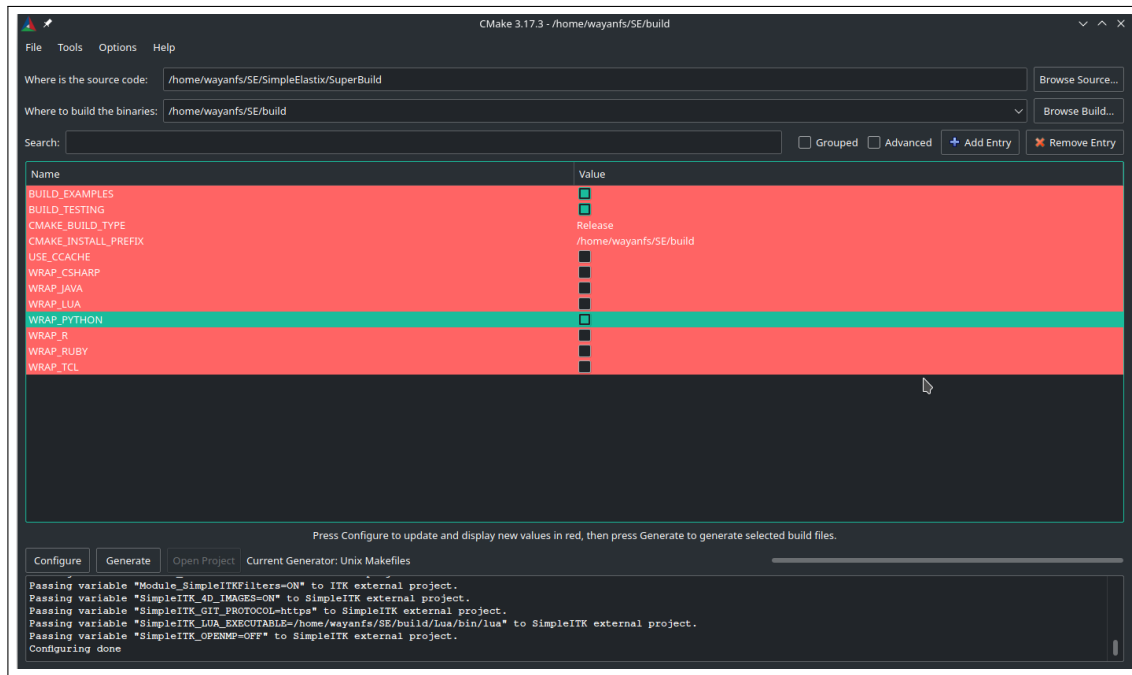 CMake 3.17.3 - /home/wayanfs/SE/build
File Tools Options Help
Where is the source code: /home/wayanfs/SE/SimpleElastix/SuperBuild Browse Source...
Where to build the binaries: /home/wayanfs/SE/build Browse Build...
Search: Grouped Advanced Add Entry Remove Entry
Name Value
BUILD_EXAMPLES
BUILD_TESTING
CMAKE_BUILD_TYPE Release
CMAKE_INSTALL_PREFIX /home/wayanfs/SE/build
USE_CCACHE
WRAP_CSHARP
WRAP_JAVA
WRAP_LUA
WRAP_PYTHON
WRAP_R
WRAP_RUBY
WRAP_TCL
Press Configure to update and display new values in red, then press Generate to generate selected build files.
Configure Generate Open Project Current Generator: Unix Makefiles
Passing variable "Module_SimpleITKFilters=ON" to ITK external project.
Passing variable "SimpleITK_4D_IMAGES=ON" to SimpleITK external project.
Passing variable "SimpleITK_GIT_PROTOCOL=https" to SimpleITK external project.
Passing variable "SimpleITK_LUA_EXECUTABLE=/home/wayanfs/SE/build/Lua/bin/lua" to SimpleITK external project.
Passing variable "SimpleITK_OPENMP=OFF" to SimpleITK external project.
Configuring done